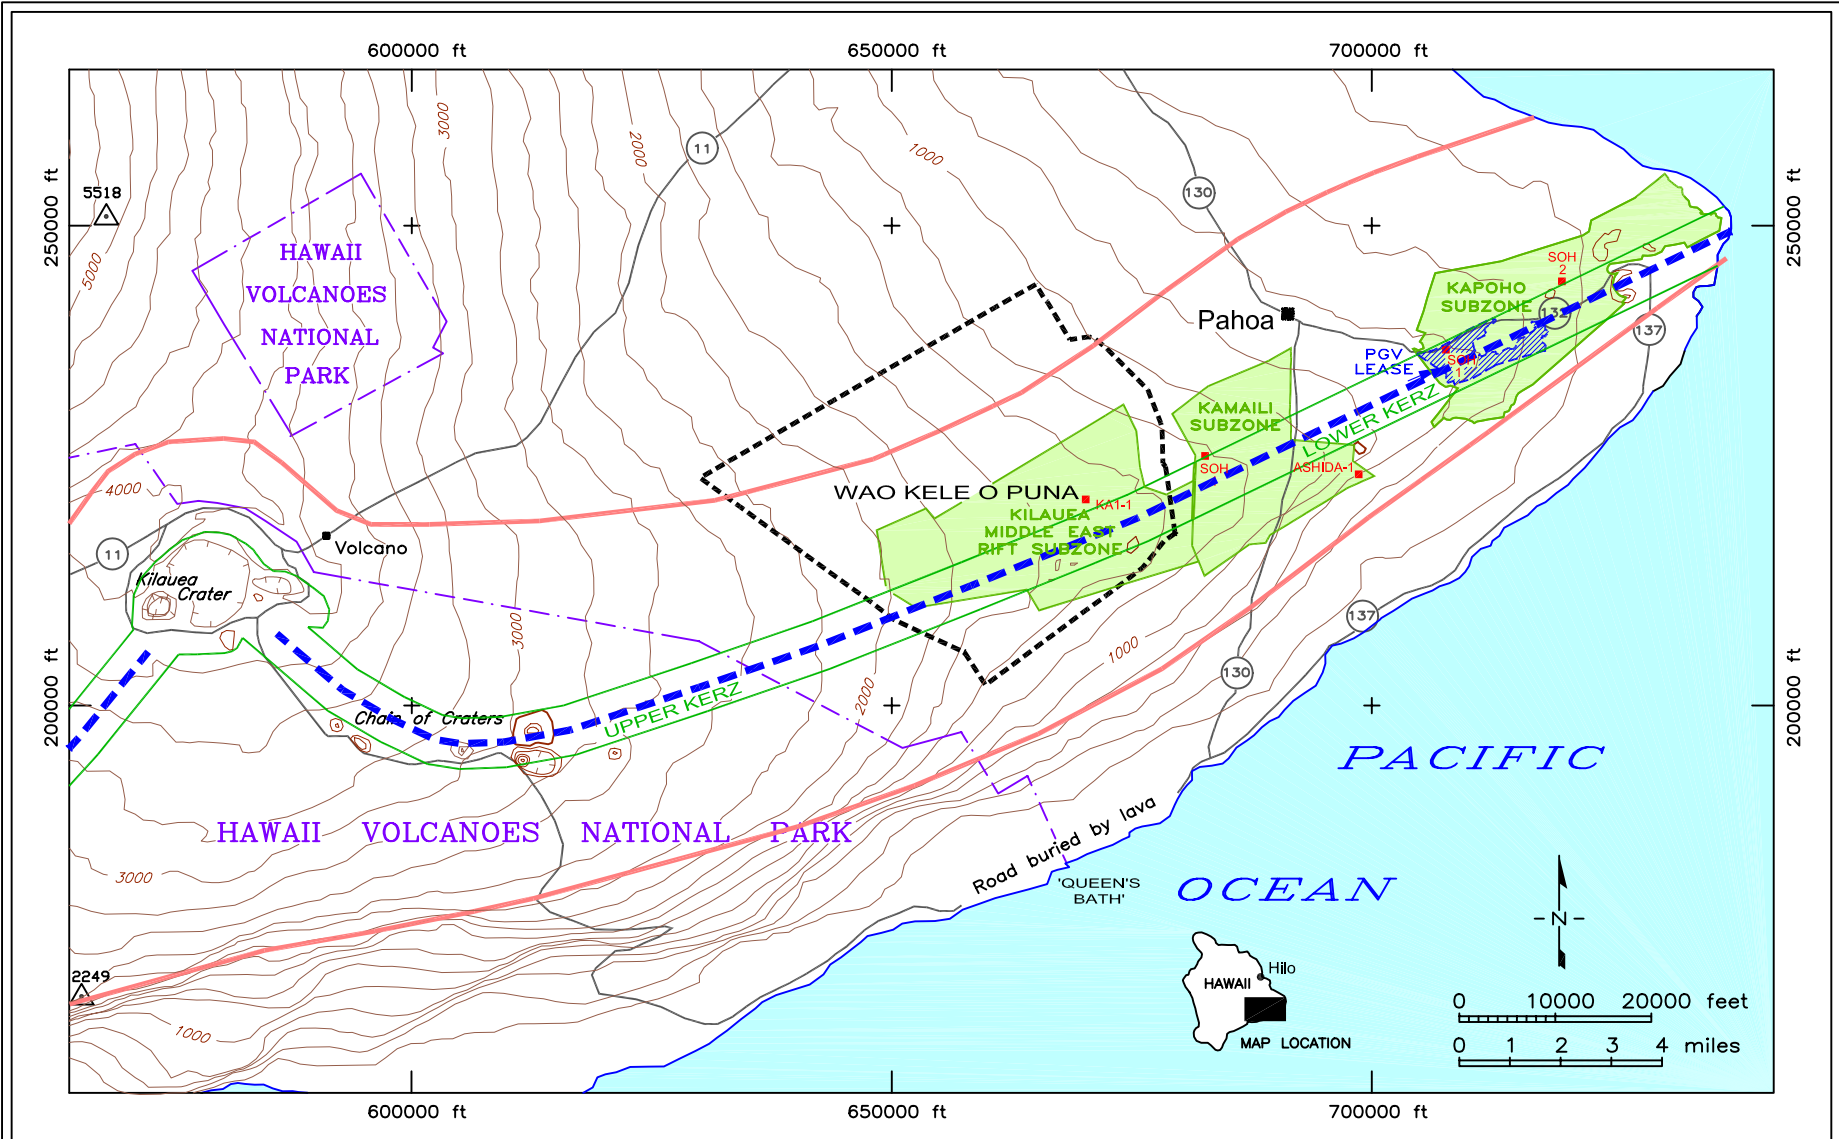 600000 ft
650000 ft
700000 ft
250000 ft
250000 ft
200000 ft
200000 ft
600000 ft
650000 ft
700000 ft
5518
5000
3000
2000
1000
11
130
HAWAII
VOLCANOES
NATIONAL
PARK
Pahoa
SOH
2
KAPOHO
SUBZONE
132
137
PGV
LEASE
SOH
1
KAMAILI
SUBZONE
LOWER KERZ
SOH
ASHIDA-1
4000
WAO KELE O PUNA
KA1-1
KILAUEA
MIDDLE EAST
RIFT SUBZONE
11
Volcano
Kilauea
Crater
3000
137
1000
130
2000
UPPER KERZ
Chain of Craters
PACIFIC
OCEAN
HAWAII VOLCANOES NATIONAL PARK
Road buried by lava
3000
'QUEEN'S
BATH'
N
2249
1000
HAWAII
Hilo
MAP LOCATION
0 10000 20000 feet
0 1 2 3 4 miles